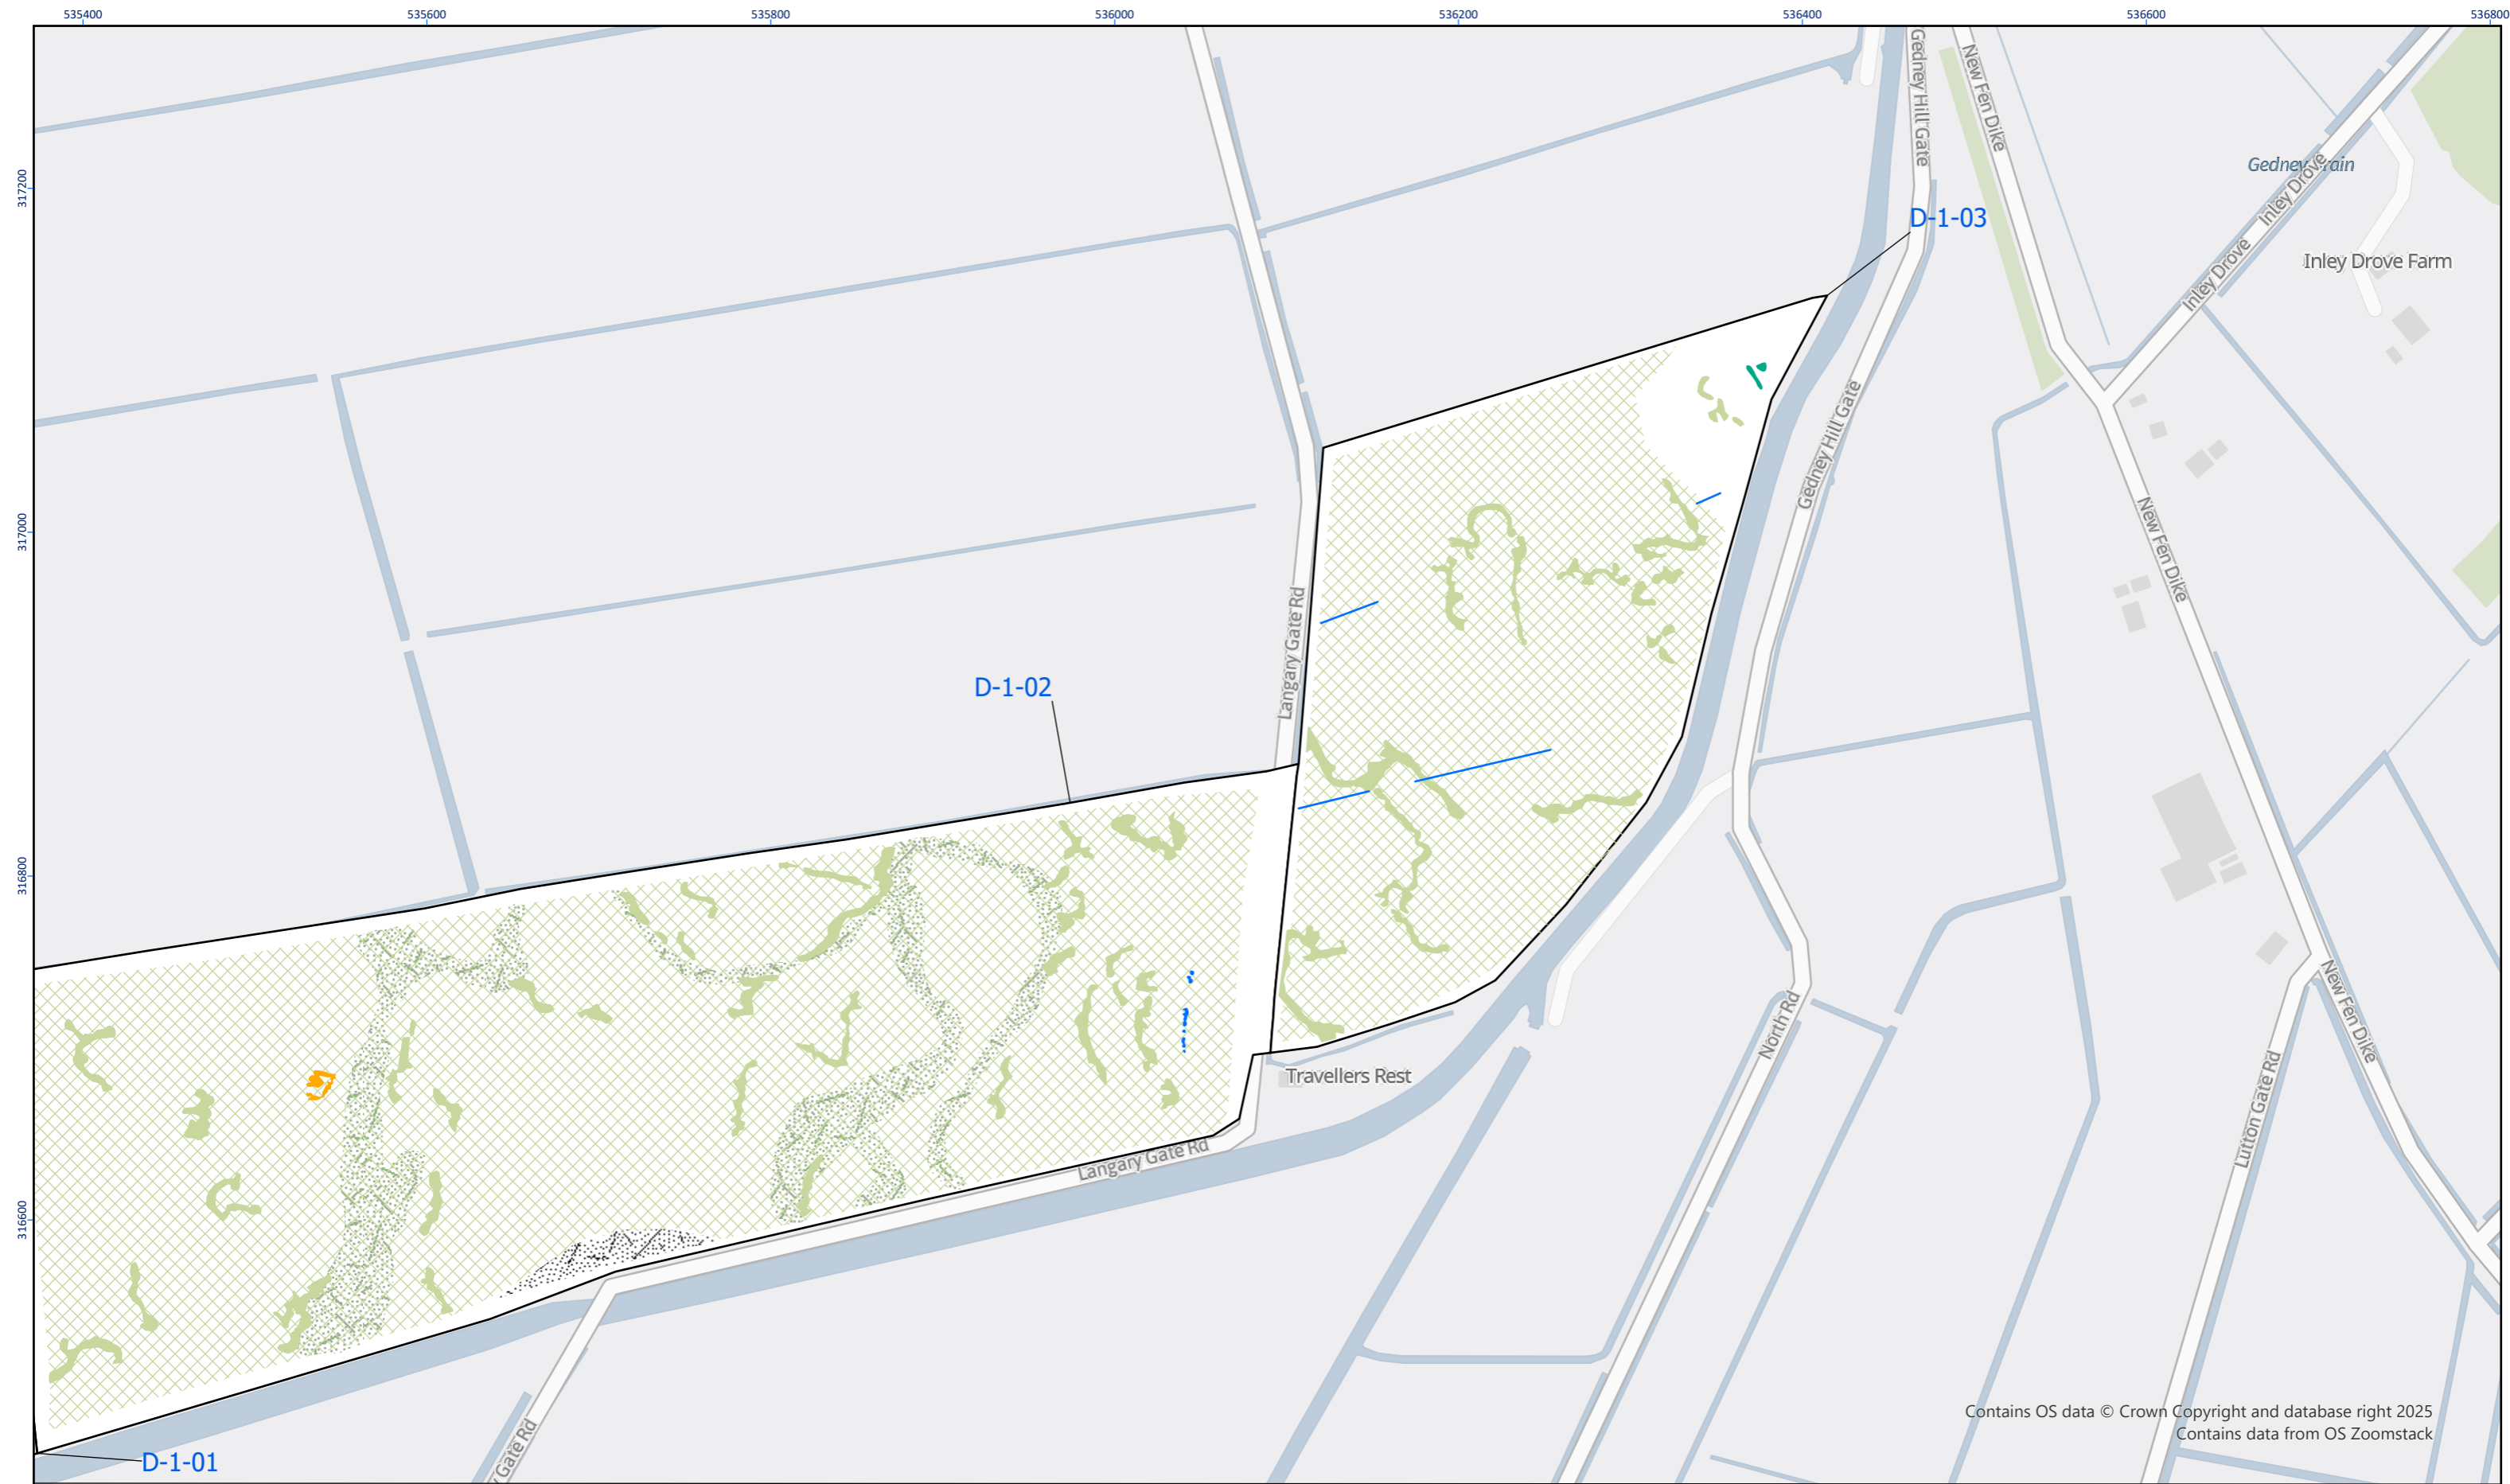 535400
535600
535800
536000
536200
536400
536600
536800
317200
317000
316800
316600
Gedney Hill Gate
New Fen Dike
Inley Drove
Inley Drove
Inley Drove Farm
D-1-03
Gedney Hill Gate
New Fen Dike
Langary Gate Rd
D-1-02
Travellers Rest
North Rd
New Fen Dike
Lutton Gate Rd
Langary Gate Rd
Gate Rd
D-1-01
Contains OS data © Crown Copyright and database right 2025
Contains data from OS Zoomstack